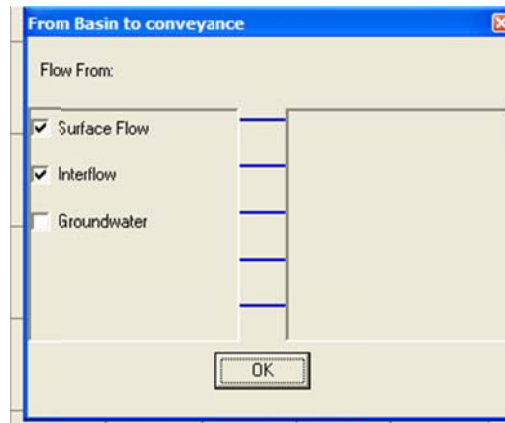 From Basin to conveyance
Flow From:
Surface Flow
Interflow
Groundwater
OK